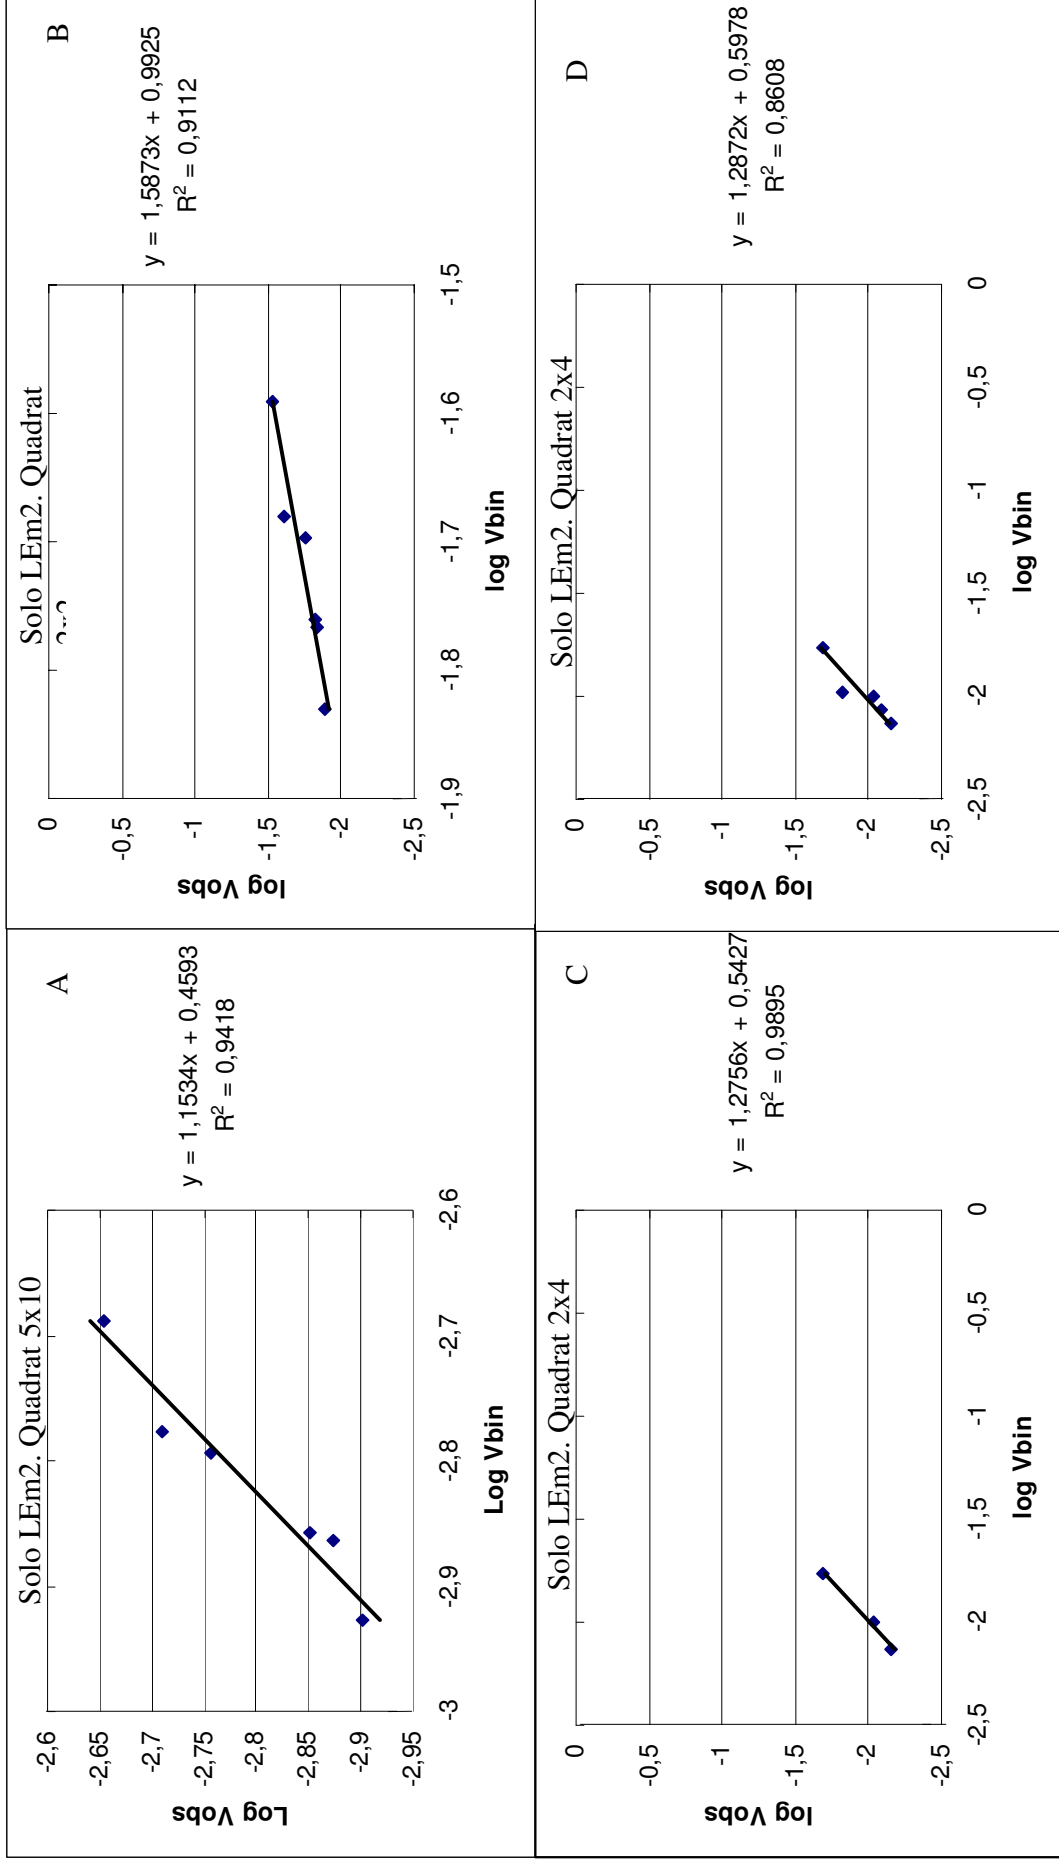 Solo LEm2. Quadrat 5x10
A
y = 1,1534x + 0,4593
R² = 0,9418
-2,6
-2,65
-2,7
-2,75
-2,8
-2,85
-2,9
-2,95
-3
-2,9
-2,8
-2,7
-2,6
Log Vbin
Log Vobs
Solo LEm2. Quadrat
B
y = 1,5873x + 0,9925
R² = 0,9112
0
-0,5
-1
-1,5
-2
-2,5
-1,9
-1,8
-1,7
-1,6
-1,5
log Vbin
log Vobs
Solo LEm2. Quadrat 2x4
C
y = 1,2756x + 0,5427
R² = 0,9895
0
-0,5
-1
-1,5
-2
-2,5
-2,5
-2
-1,5
-1
-0,5
0
log Vbin
log Vobs
Solo LEm2. Quadrat 2x4
D
y = 1,2872x + 0,5978
R² = 0,8608
0
-0,5
-1
-1,5
-2
-2,5
-2,5
-2
-1,5
-1
-0,5
0
log Vbin
log Vobs